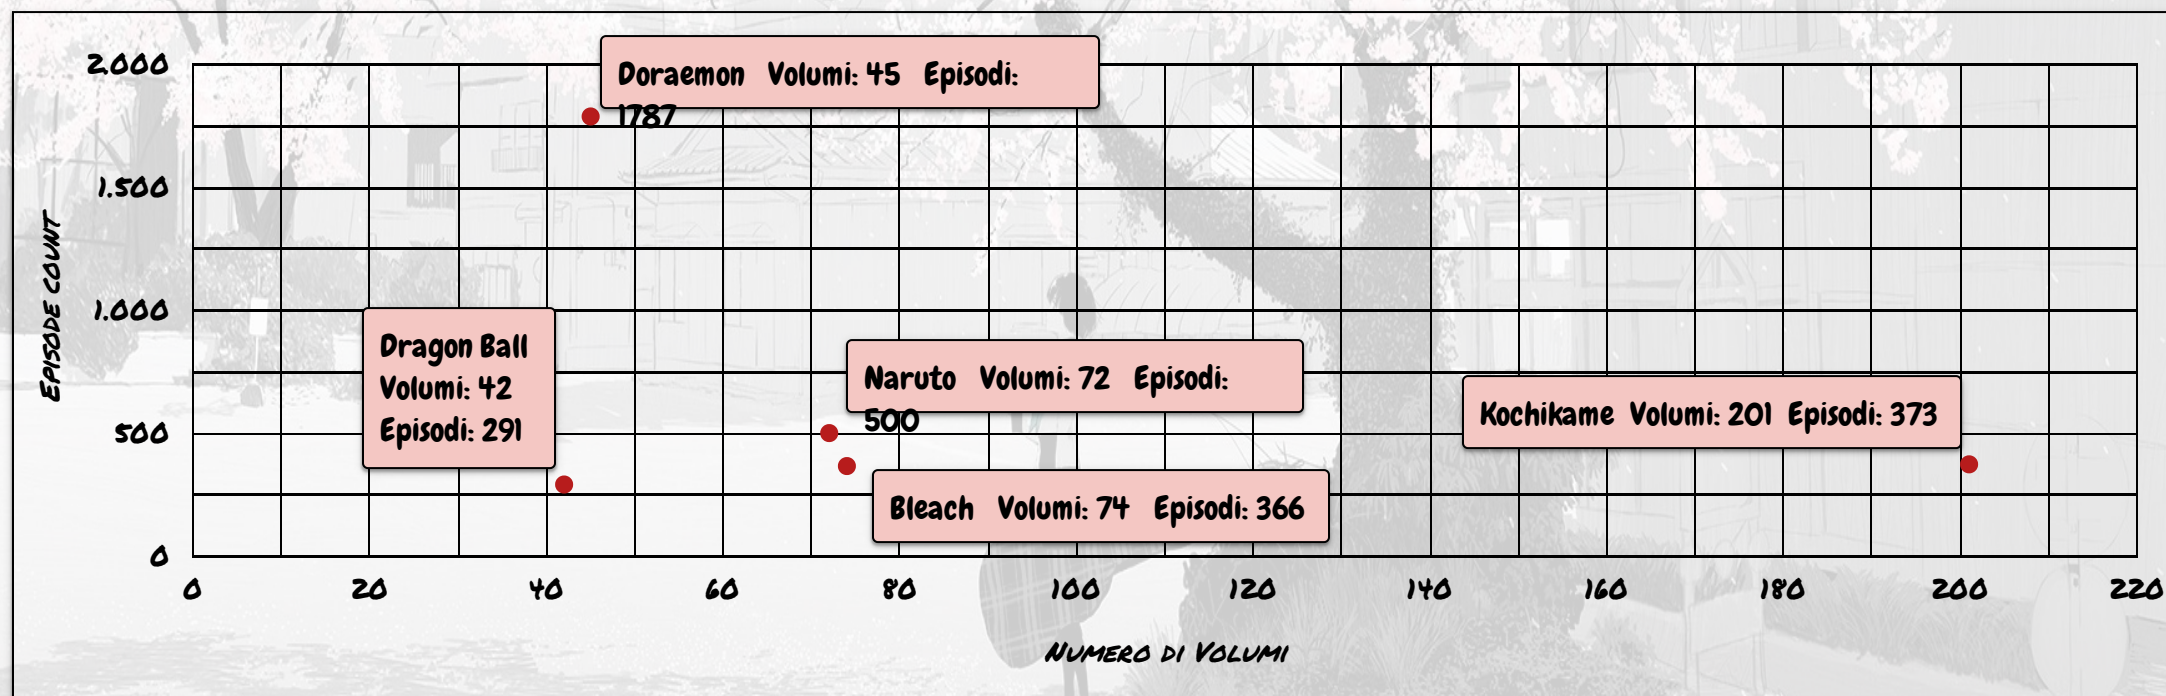 2.000
Doraemon Volumi: 45 Episodi:
1787
1.500
1.000
Episode count
Dragon Ball
Volumi: 42
Episodi: 291
Naruto Volumi: 72 Episodi:
500
Kochikame Volumi: 201 Episodi: 373
500
Bleach Volumi: 74 Episodi: 366
0
0 20 40 60 80 100 120 140 160 180 200 220
Numero di Volumi